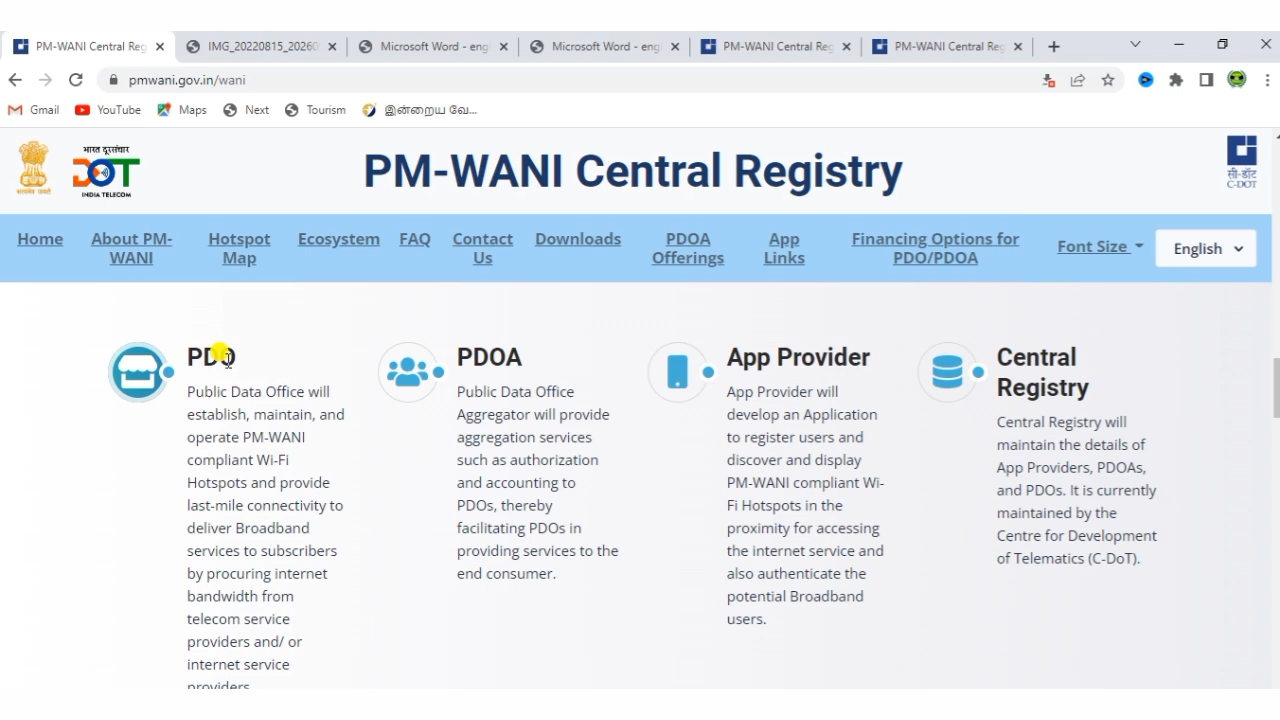 PM-WANI Central Reg
IMG_20220815_20260
Microsoft Word - eng
Microsoft Word - eng
PM-WANI Central Reg
PM-WANI Central Reg
pmwani.gov.in/wani
Gmail
YouTube
Maps
Next
Tourism
இன்றைய வே...
भारत दूरसंचार
DOT
INDIA TELECOM
PM-WANI Central Registry
सी-डॉट
C-DOT
Home
About PM-
WANI
Hotspot
Map
Ecosystem
FAQ
Contact
Us
Downloads
PDOA
Offerings
App
Links
Financing Options for
PDO/PDOA
Font Size
English
PDO
Public Data Office will
establish, maintain, and
operate PM-WANI
compliant Wi-Fi
Hotspots and provide
last-mile connectivity to
deliver Broadband
services to subscribers
by procuring internet
bandwidth from
telecom service
providers and/ or
internet service
providers
PDOA
Public Data Office
Aggregator will provide
aggregation services
such as authorization
and accounting to
PDOs, thereby
facilitating PDOs in
providing services to the
end consumer.
App Provider
App Provider will
develop an Application
to register users and
discover and display
PM-WANI compliant Wi-
Fi Hotspots in the
proximity for accessing
the internet service and
also authenticate the
potential Broadband
users.
Central
Registry
Central Registry will
maintain the details of
App Providers, PDOAs,
and PDOs. It is currently
maintained by the
Centre for Development
of Telematics (C-DoT).